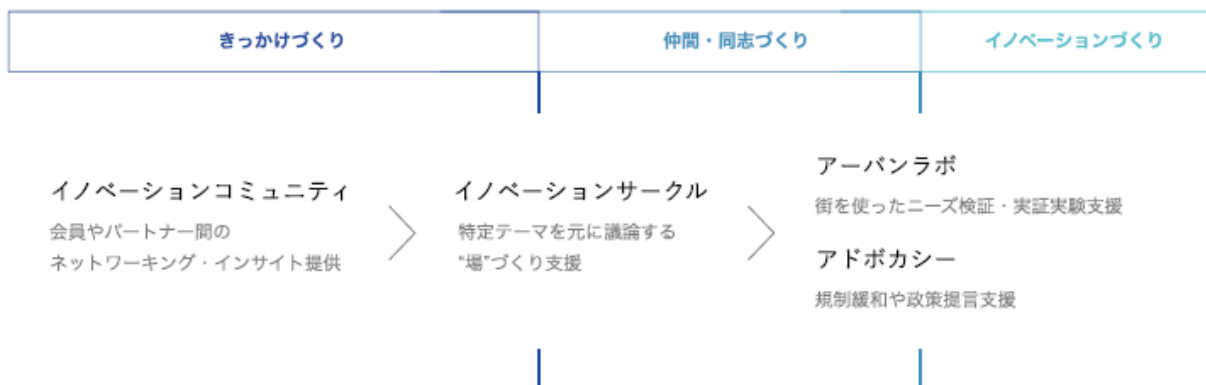 きっかけづくり
仲間・同志づくり
イノベーションづくり
イノベーションコミュニティ
会員やパートナー間の
ネットワーキング・インサイト提供
イノベーションサークル
特定テーマを元に議論する
“場”づくり支援
アーバンラボ
街を使ったニーズ検証・実証実験支援
アドボカシー
規制緩和や政策提言支援